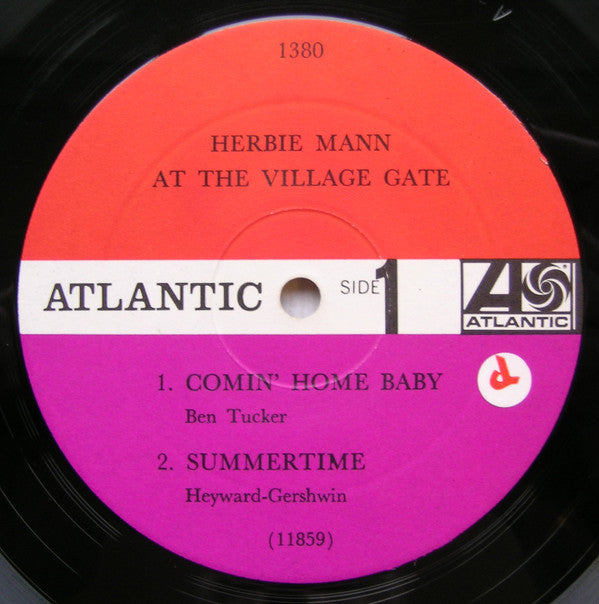 1380
HERBIE MANN
AT THE VILLAGE GATE
ATLANTIC
SIDE 1
ATLANTIC
1. COMIN' HOME BABY
Ben Tucker
2. SUMMERTIME
Heyward-Gershwin
(11859)